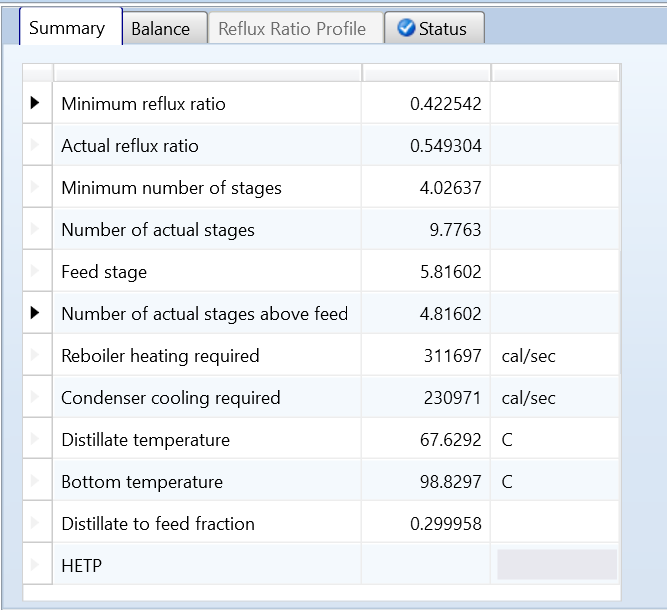 Summary Balance Reflux Ratio Profile Status
Minimum reflux ratio 0.422542
Actual reflux ratio 0.549304
Minimum number of stages 4.02637
Number of actual stages 9.7763
Feed stage 5.81602
Number of actual stages above feed 4.81602
Reboiler heating required 311697 cal/sec
Condenser cooling required 230971 cal/sec
Distillate temperature 67.6292 C
Bottom temperature 98.8297 C
Distillate to feed fraction 0.299958
HETP